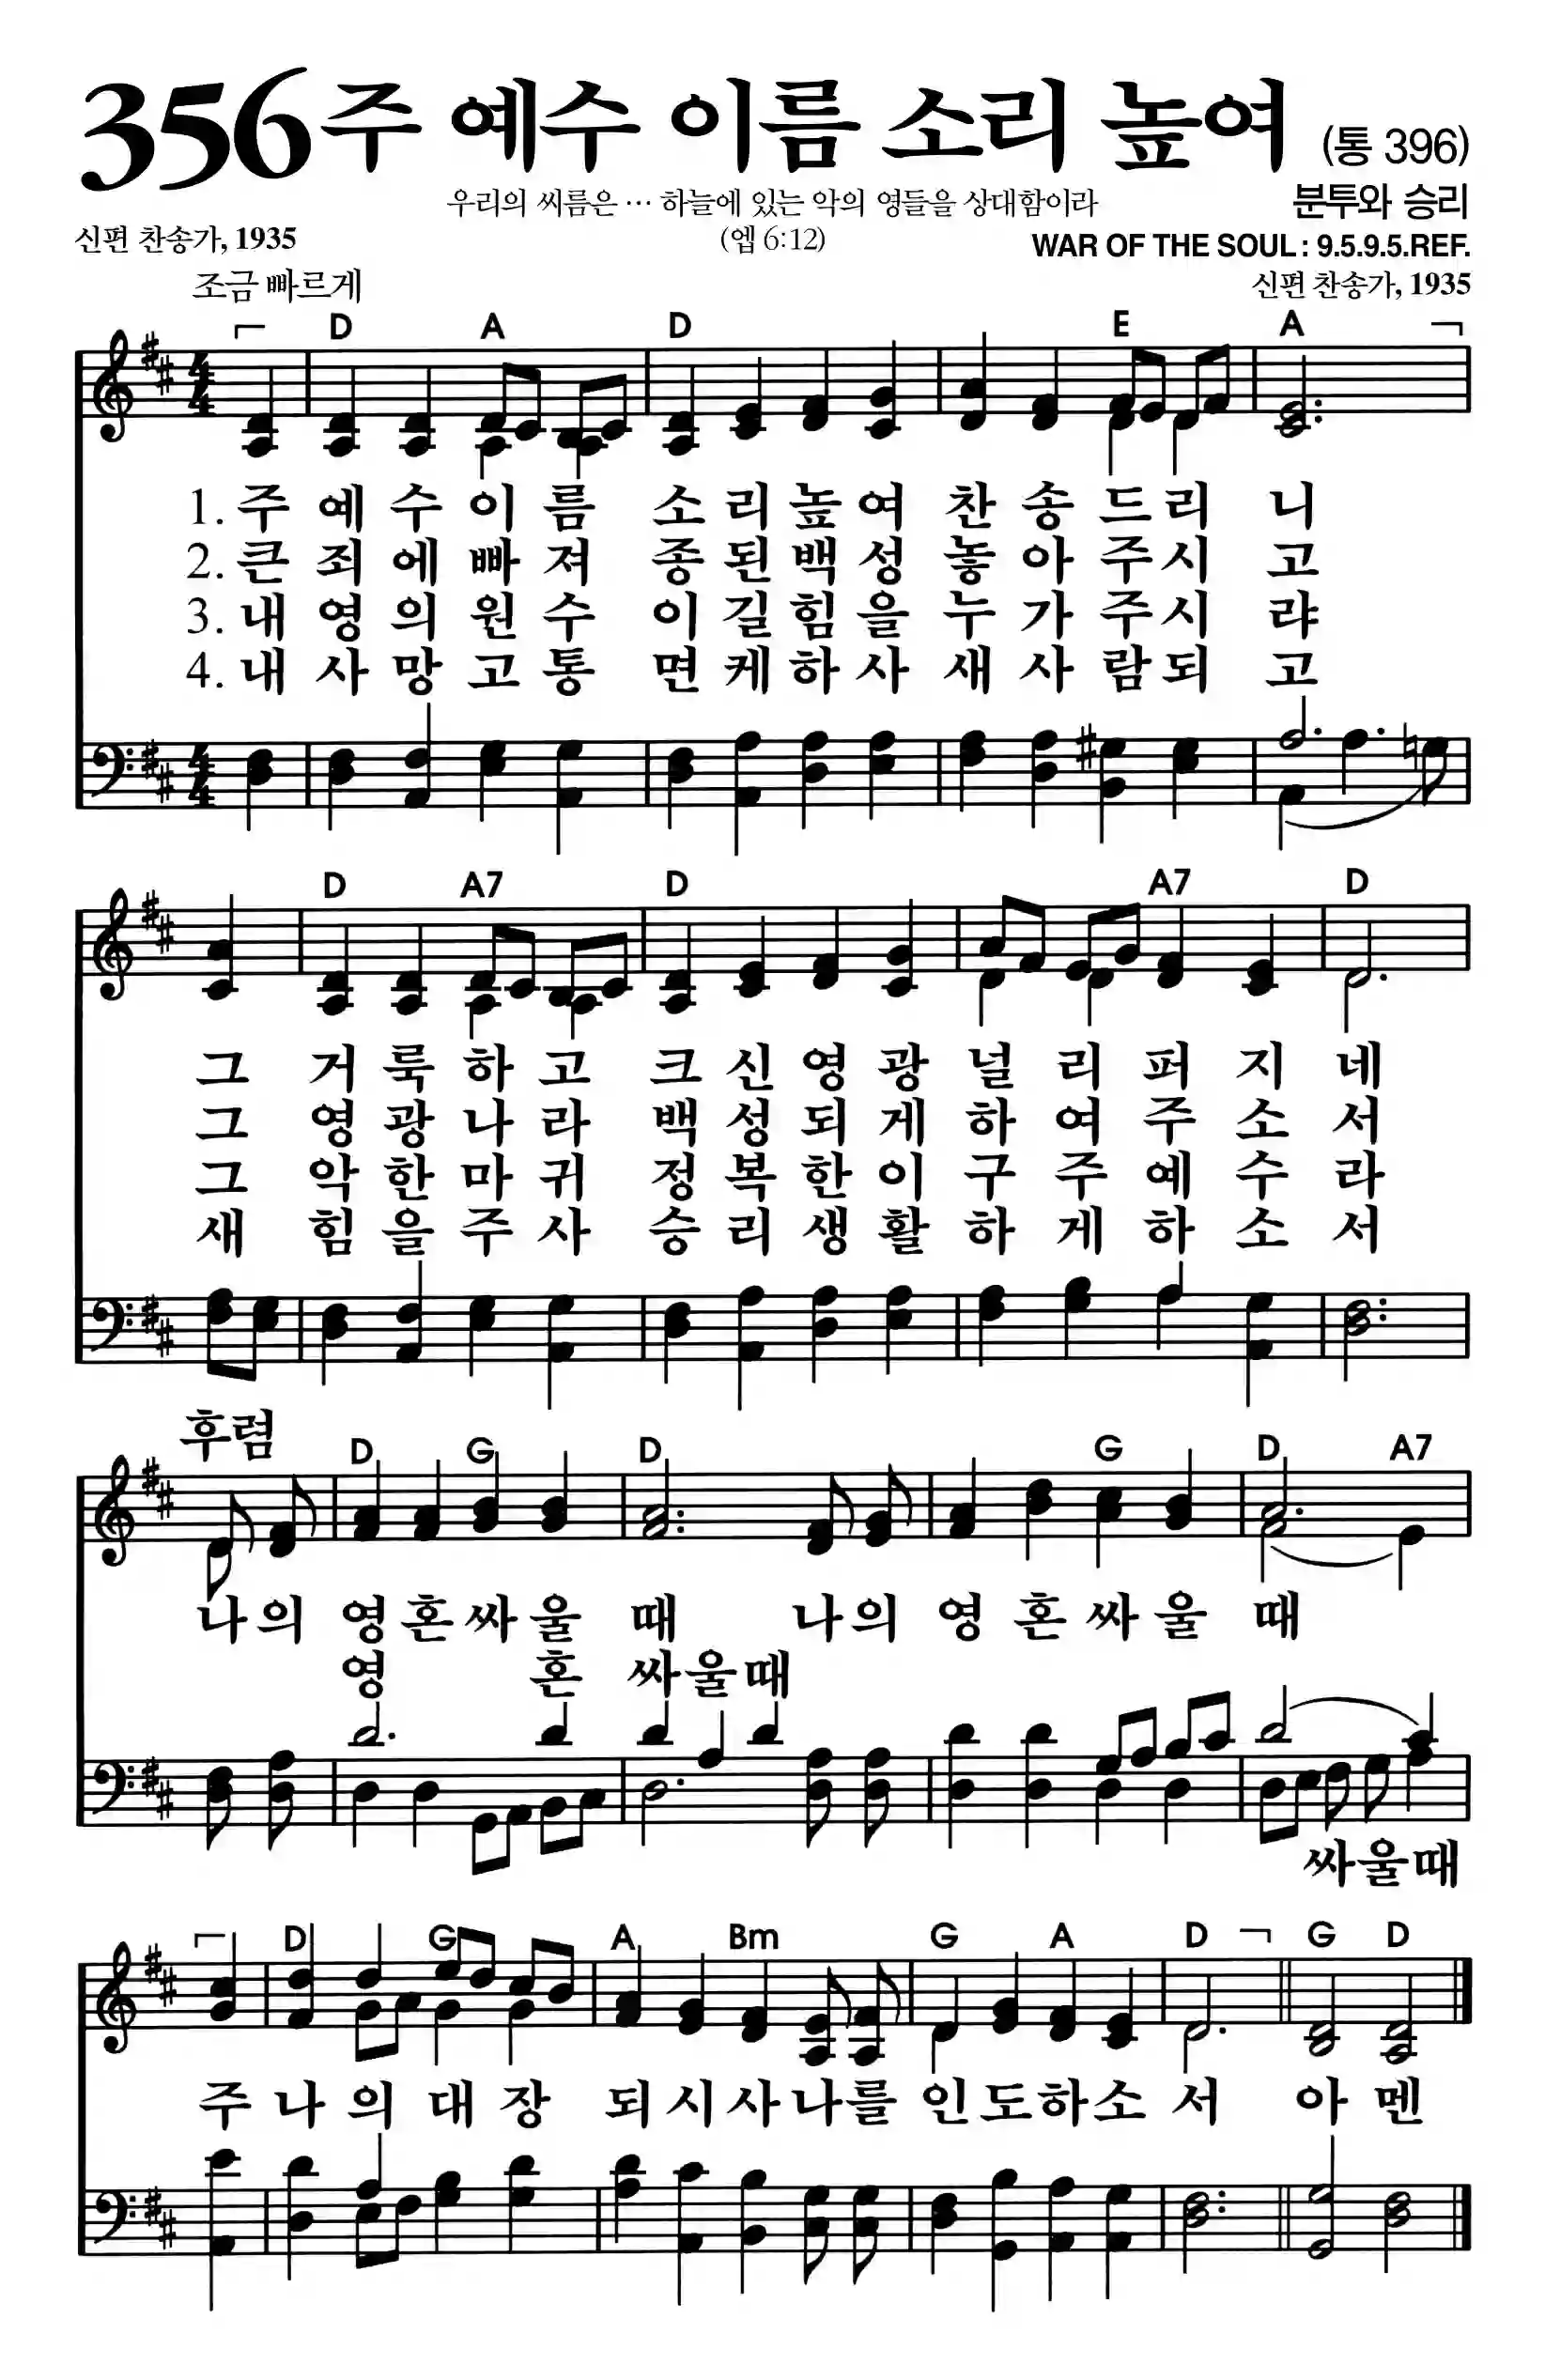 356 주 예수 이름 소리 높여 (통 396)
우리의 씨름은 … 하늘에 있는 악의 영들을 상대함이라
분투와 승리
신편 찬송가, 1935
(엡 6:12)
WAR OF THE SOUL : 9.5.9.5.REF.
조금 빠르게
신편 찬송가, 1935
D A D E A
4 4
1. 주 예 수 이 름 소 리 높 여 찬 송 드 리 니
2. 큰 죄 에 빠 져 종 된 백 성 놓 아 주 시 고
3. 내 영 의 원 수 이 길 힘 을 누 가 주 시 랴
4. 내 사 망 고 통 면 케 하 사 새 사 람 되 고
4 4
D A7 D A7 D
그 거 룩 하 고 크 신 영 광 널 리 퍼 지 네
그 영 광 나 라 백 성 되 게 하 여 주 소 서
그 악 한 마 귀 정 복 한 이 구 주 예 수 라
새 힘 을 주 사 승 리 생 활 하 게 하 소 서
후렴
D G D G D A7
나 의 영 혼 싸 울 때 나 의 영 혼 싸 울 때
영 혼 싸 울 때
싸 울 때
D G A Bm G A D G D
주 나 의 대 장 되 시 사 나 를 인 도 하 소 서 아 멘